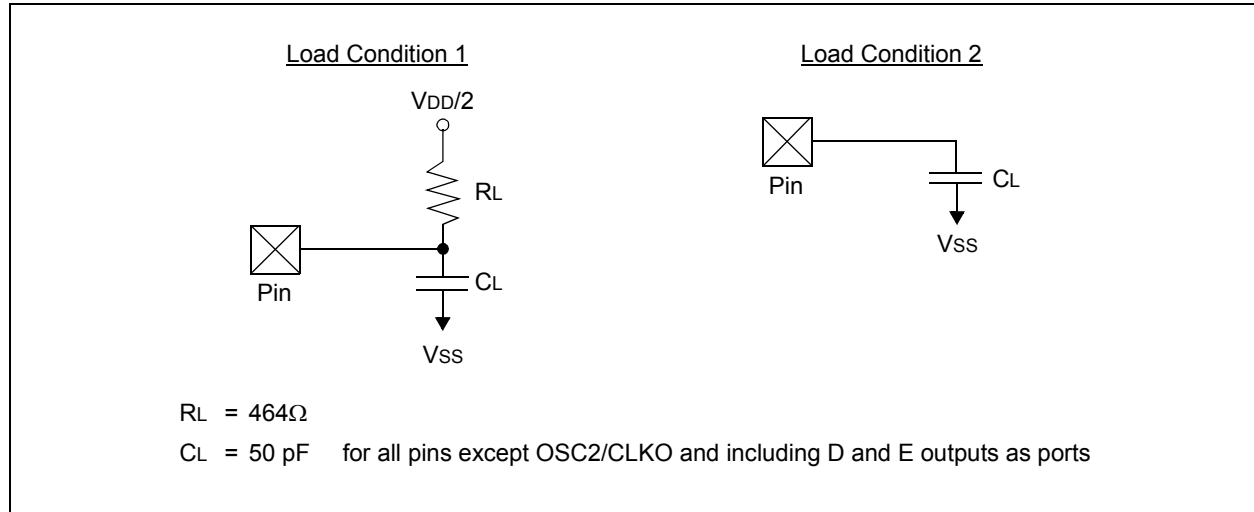 Load Condition 1
VDD/2
RL
Pin
CL
VSS
Load Condition 2
Pin
CL
VSS
RL = 464Ω
CL = 50 pF for all pins except OSC2/CLKO and including D and E outputs as ports